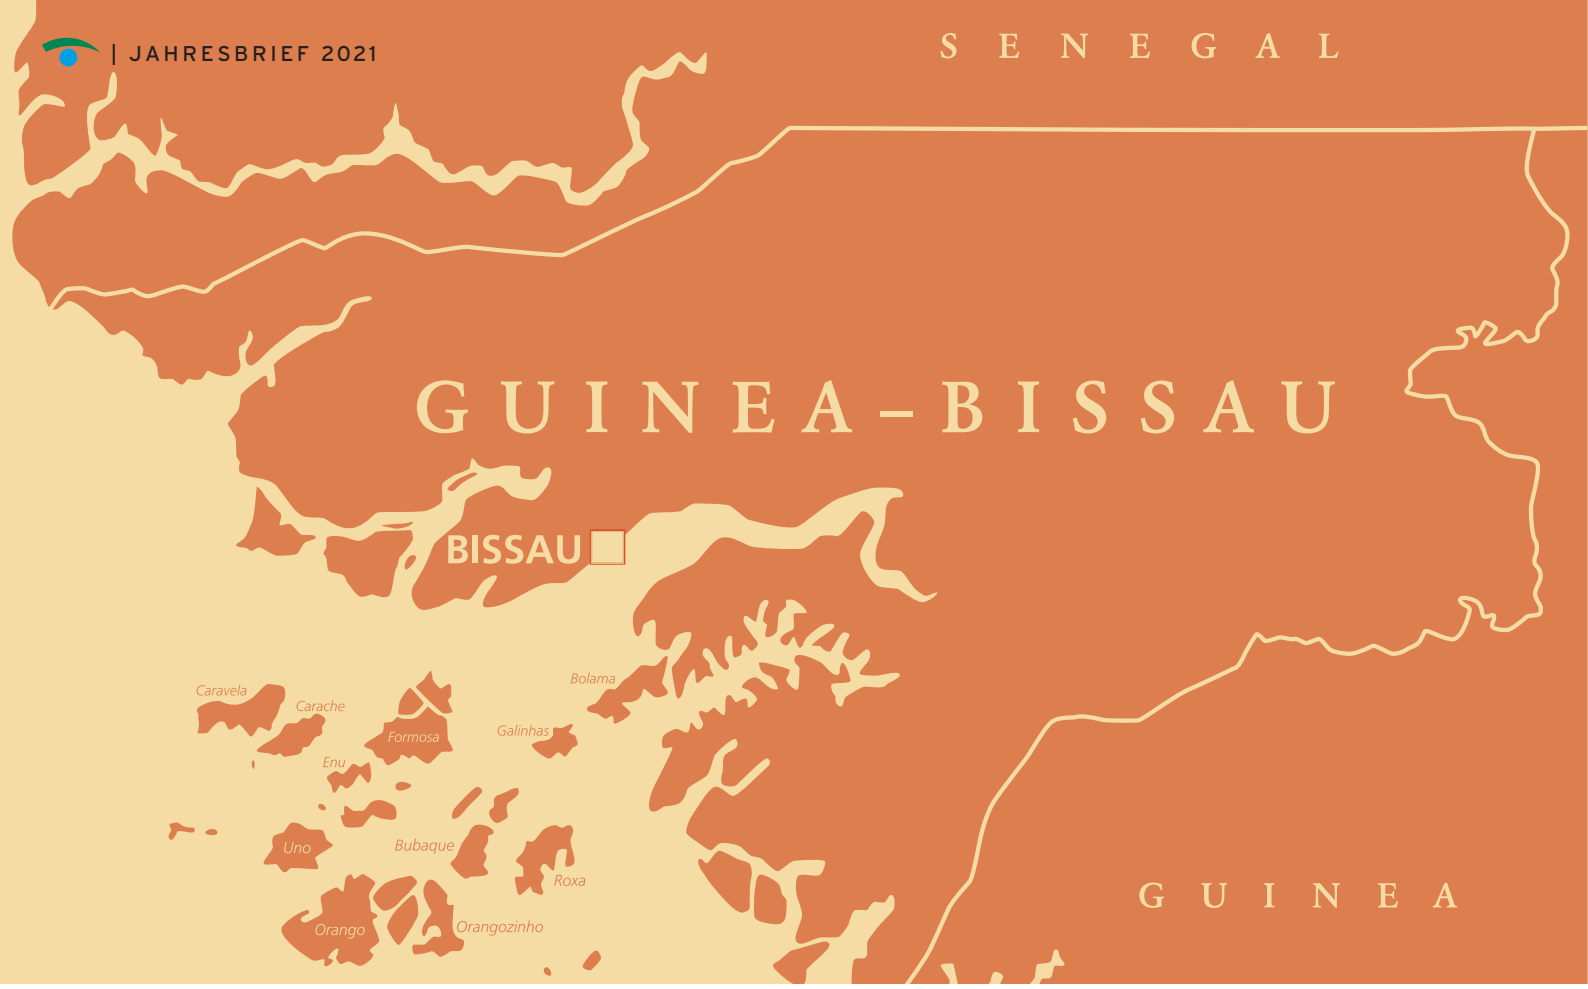 | JAHRESBRIEF 2021
SENEGAL
GUINEA–BISSAU
BISSAU
Bolama
Caravela
Carache
Galinhas
Formosa
Enu
Bubaque
Uno
Roxa
GUINEA
Orangozinho
Orango